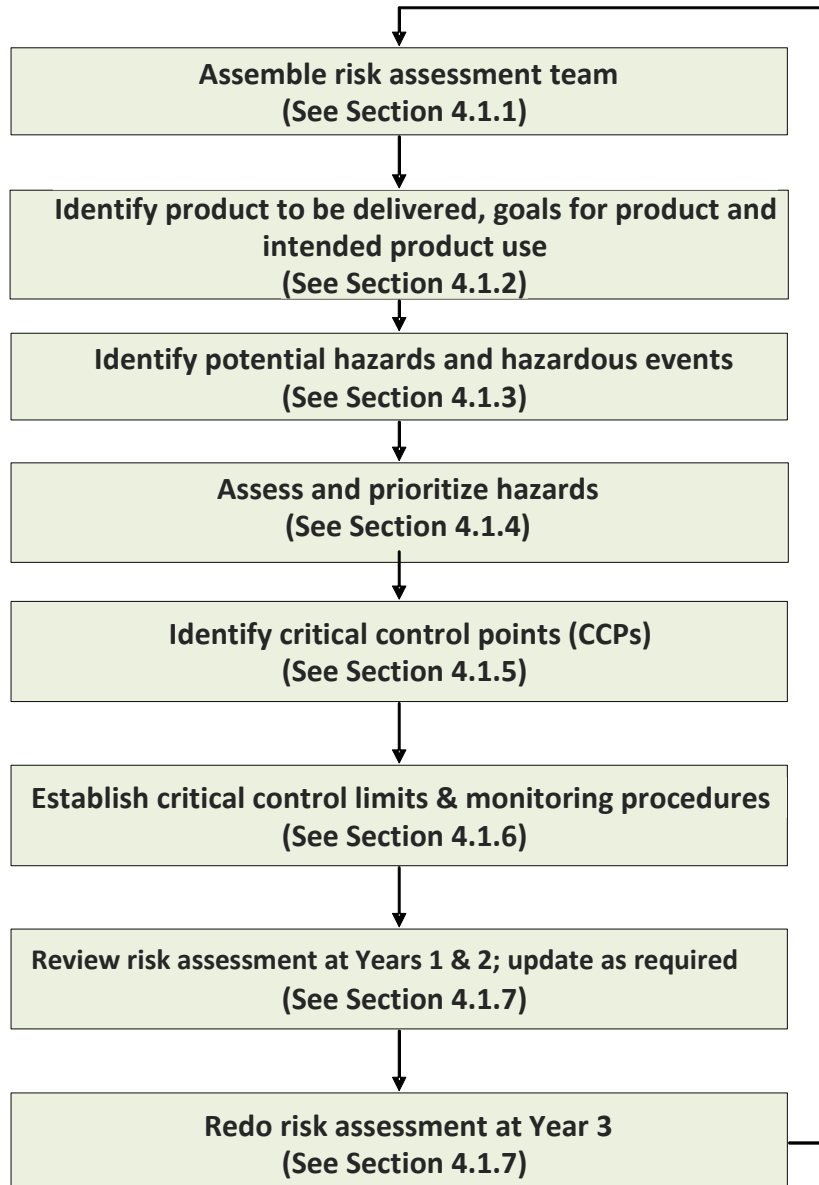 Assemble risk assessment team
(See Section 4.1.1)
Identify product to be delivered, goals for product and
intended product use
(See Section 4.1.2)
Identify potential hazards and hazardous events
(See Section 4.1.3)
Assess and prioritize hazards
(See Section 4.1.4)
Identify critical control points (CCPs)
(See Section 4.1.5)
Establish critical control limits & monitoring procedures
(See Section 4.1.6)
Review risk assessment at Years 1 & 2; update as required
(See Section 4.1.7)
Redo risk assessment at Year 3
(See Section 4.1.7)